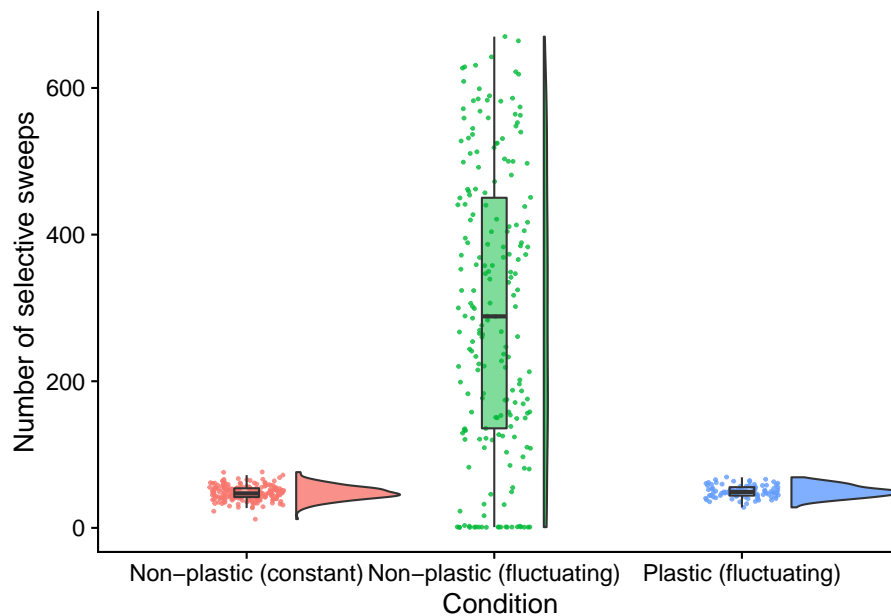 Number of selective sweeps
600
400
200
0
Non−plastic (constant) Non−plastic (fluctuating) Plastic (fluctuating)
Condition